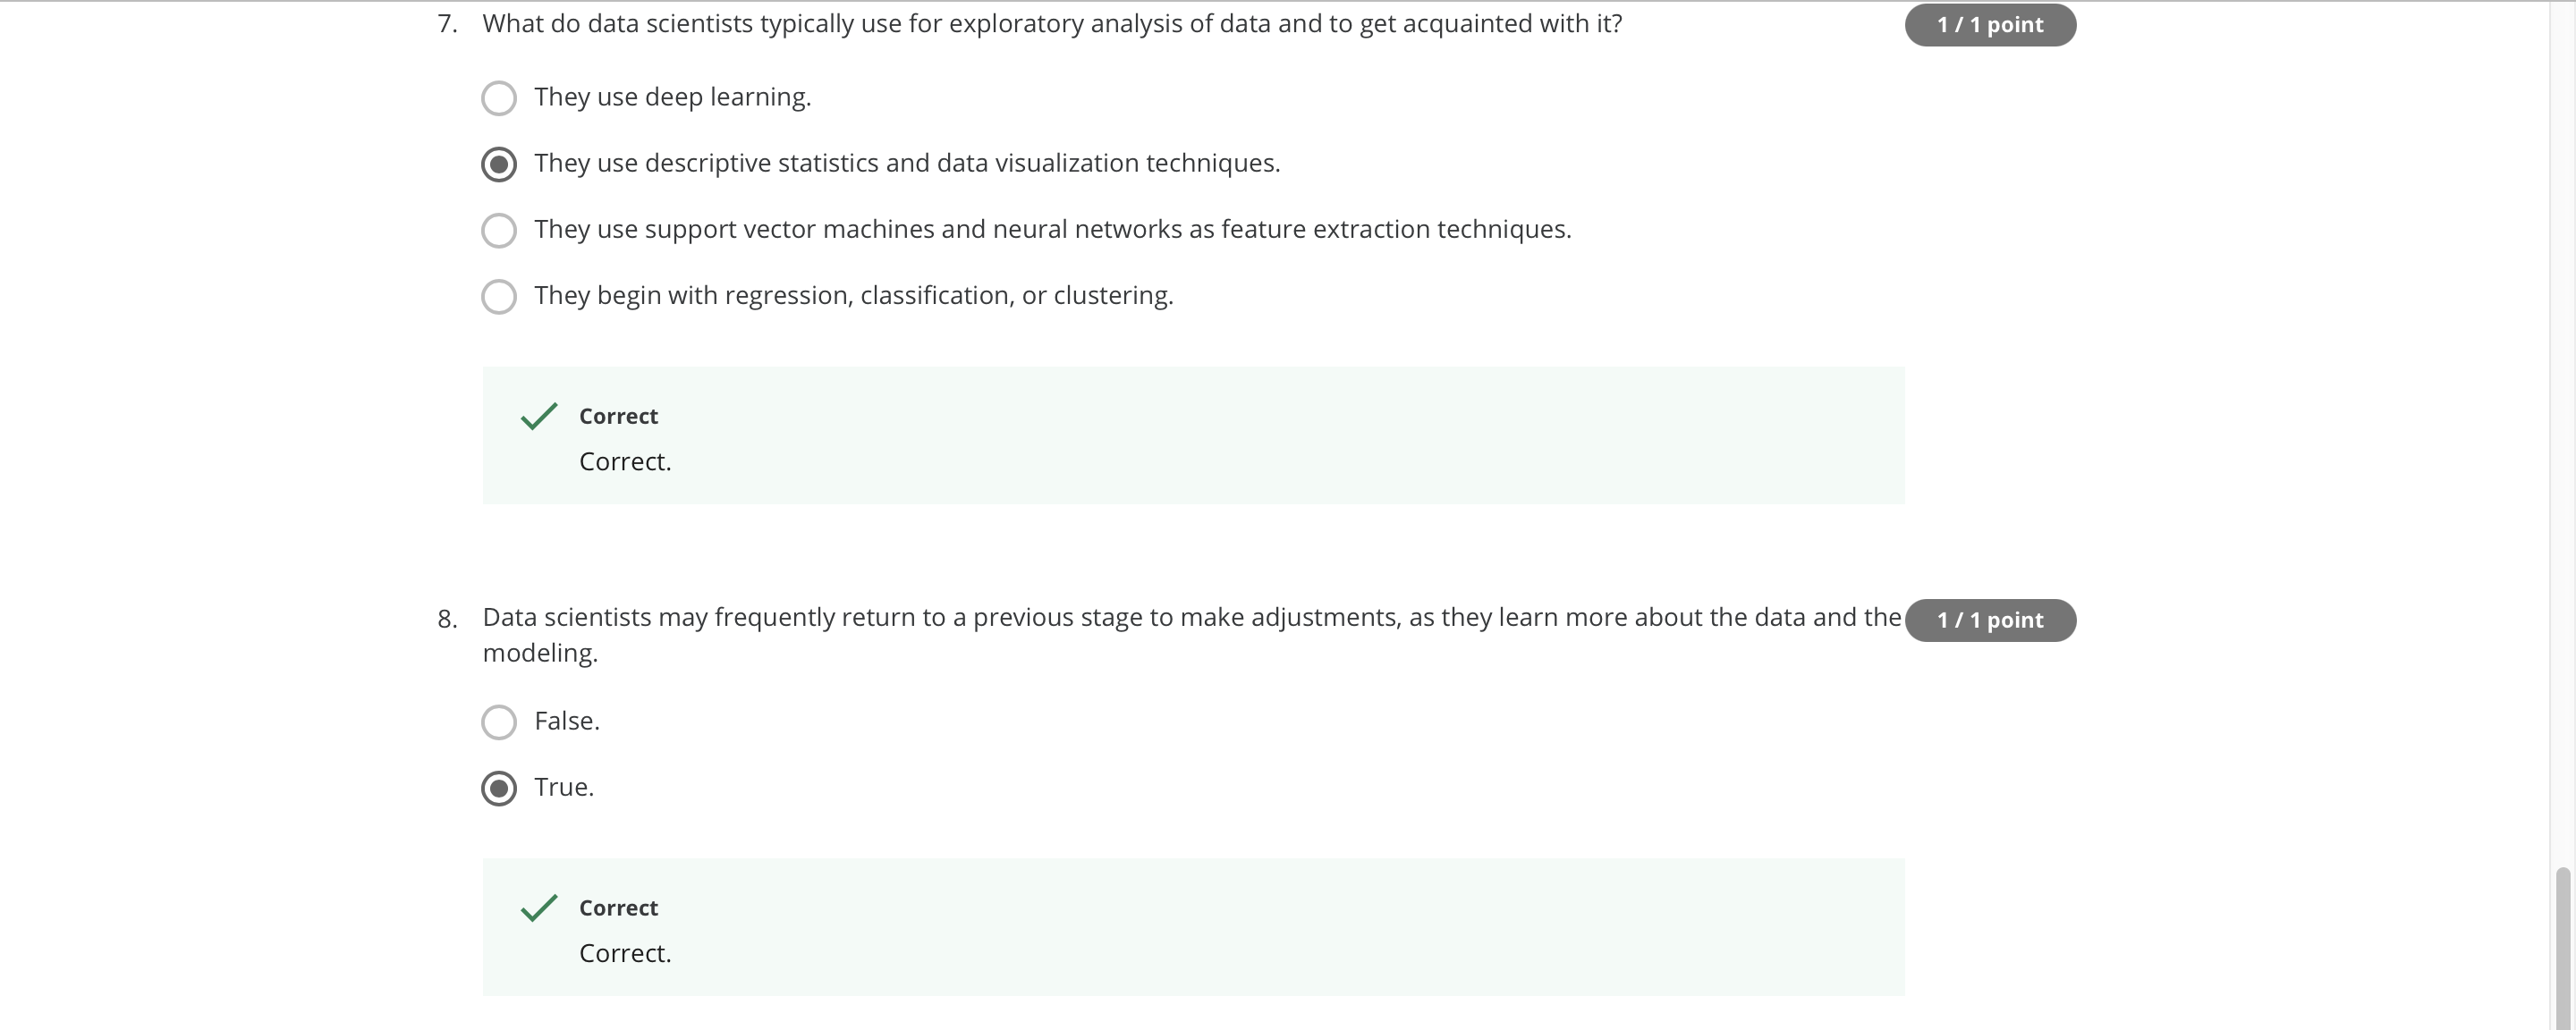 7. What do data scientists typically use for exploratory analysis of data and to get acquainted with it?
1 / 1 point
They use deep learning.
They use descriptive statistics and data visualization techniques.
They use support vector machines and neural networks as feature extraction techniques.
They begin with regression, classification, or clustering.
Correct
Correct.
8. Data scientists may frequently return to a previous stage to make adjustments, as they learn more about the data and the
1 / 1 point
modeling.
False.
True.
Correct
Correct.